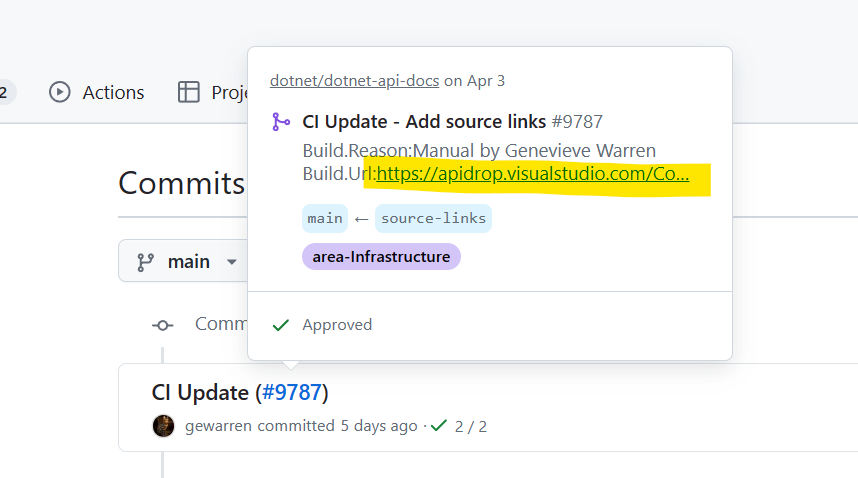 2
Actions
Proje
dotnet/dotnet-api-docs on Apr 3
CI Update - Add source links #9787
Build.Reason:Manual by Genevieve Warren
Build.Url:https://apidrop.visualstudio.com/Co...
main ← source-links
area-Infrastructure
Approved
Commits
main
Comm
CI Update (#9787)
gewarren committed 5 days ago · 2 / 2